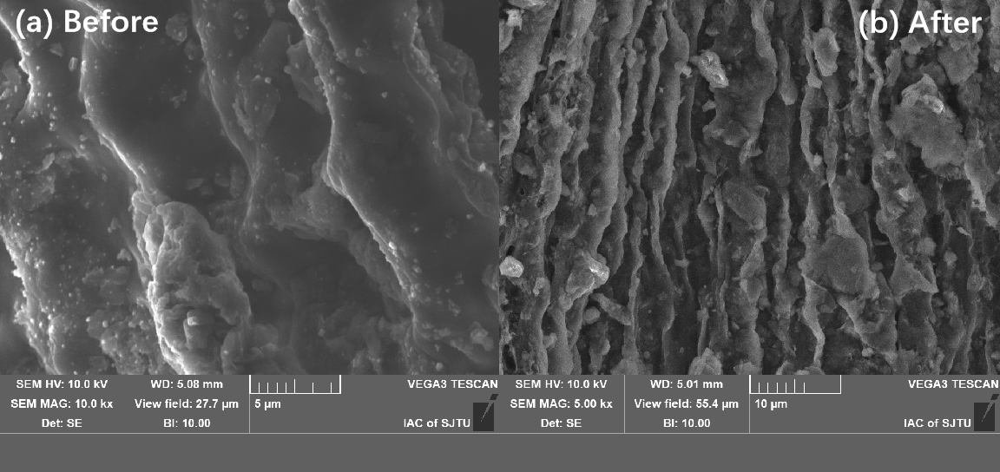 (a) Before
(b) After
SEM HV: 10.0 kV
WD: 5.08 mm
VEGA3 TESCAN
SEM MAG: 10.0 kx
View field: 27.7 µm
5 µm
Det: SE
BI: 10.00
IAC of SJTU
SEM HV: 10.0 kV
WD: 5.01 mm
VEGA3 TESCAN
SEM MAG: 5.00 kx
View field: 55.4 µm
10 µm
Det: SE
BI: 10.00
IAC of SJTU